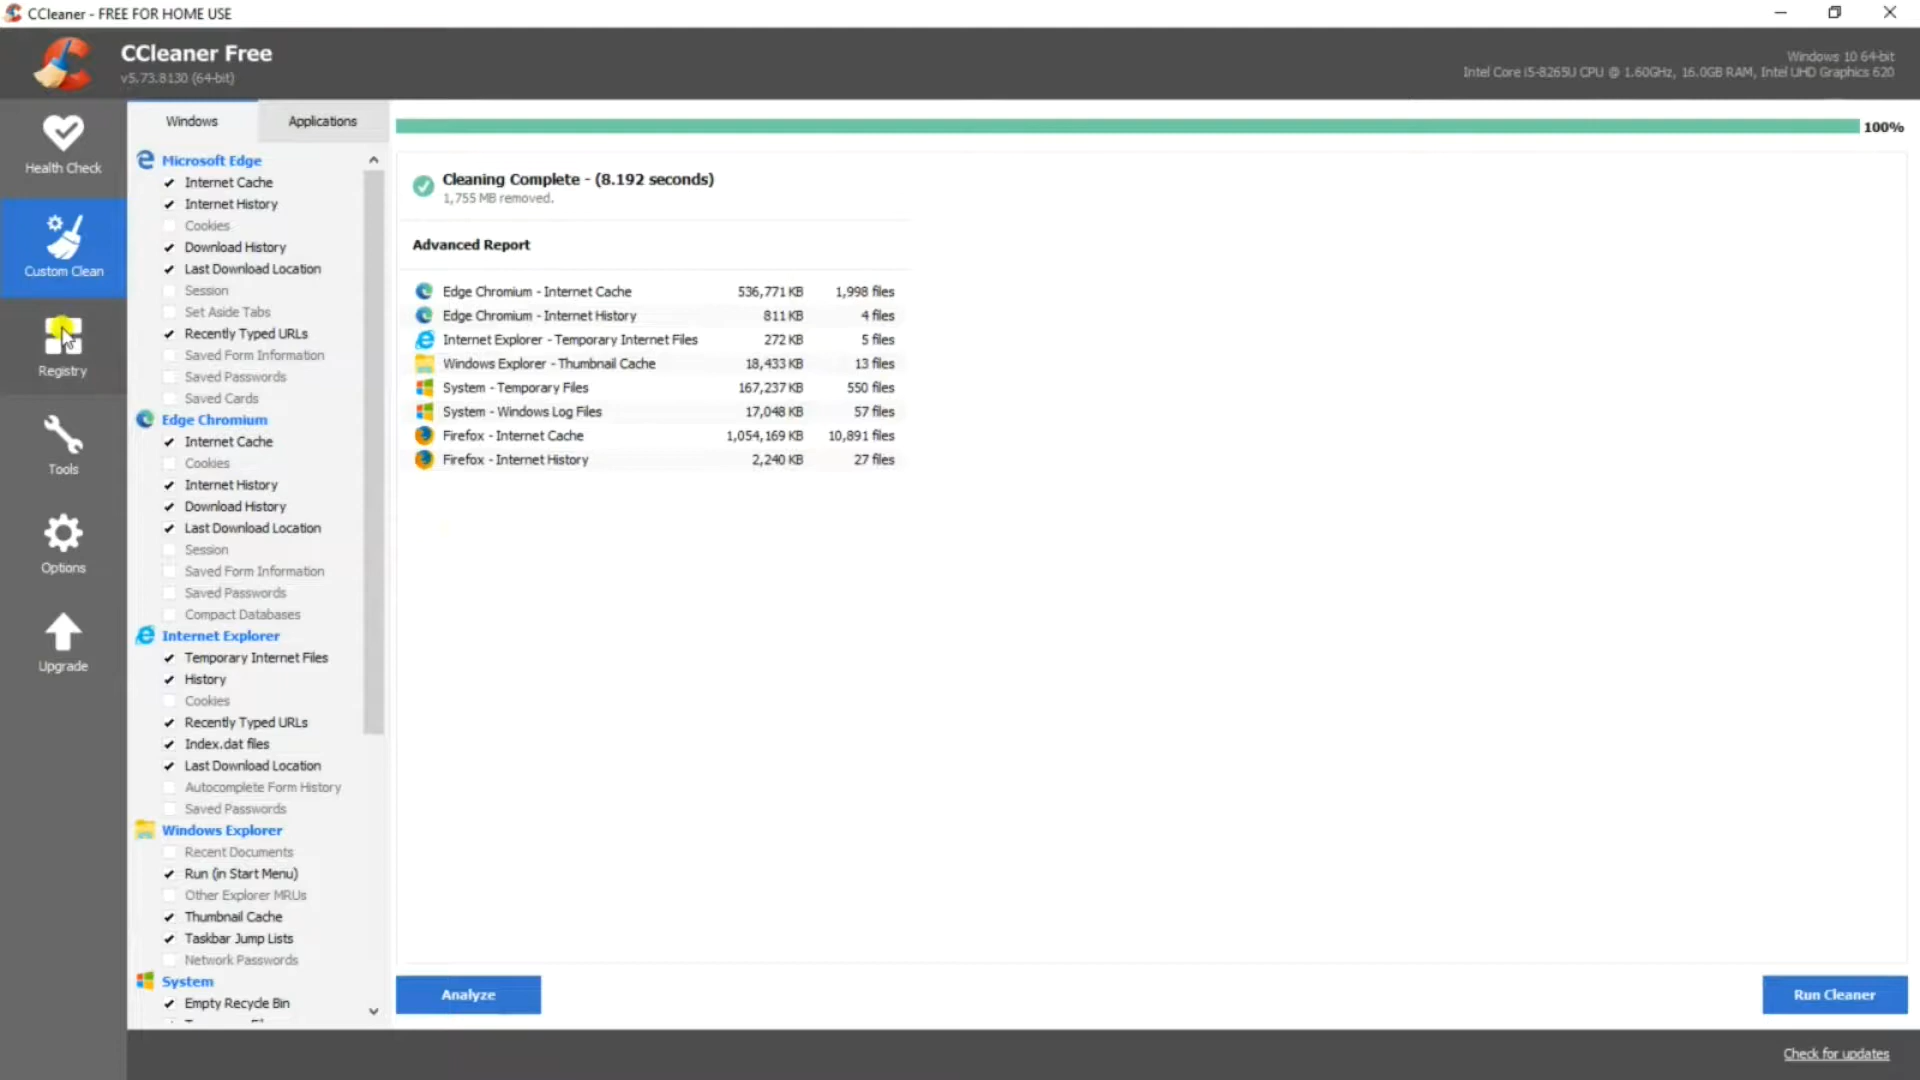 CCleaner - FREE FOR HOME USE
CCleaner Free
v5.73.8130 (64-bit)
Windows 10 64-bit
Intel Core i5-8265U CPU @ 1.60GHz, 16.0GB RAM, Intel UHD Graphics 620
Health Check
Custom Clean
Registry
Tools
Options
Upgrade
Windows
Applications
Microsoft Edge
Internet Cache
Internet History
Cookies
Download History
Last Download Location
Session
Set Aside Tabs
Recently Typed URLs
Saved Form Information
Saved Passwords
Saved Cards
Edge Chromium
Internet Cache
Cookies
Internet History
Download History
Last Download Location
Session
Saved Form Information
Saved Passwords
Compact Databases
Internet Explorer
Temporary Internet Files
History
Cookies
Recently Typed URLs
Index.dat files
Last Download Location
Autocomplete Form History
Saved Passwords
Windows Explorer
Recent Documents
Run (in Start Menu)
Other Explorer MRUs
Thumbnail Cache
Taskbar Jump Lists
Network Passwords
System
Empty Recycle Bin
100%
Cleaning Complete - (8.192 seconds)
1,755 MB removed.
Advanced Report
Edge Chromium - Internet Cache 536,771 KB 1,998 files
Edge Chromium - Internet History 811 KB 4 files
Internet Explorer - Temporary Internet Files 272 KB 5 files
Windows Explorer - Thumbnail Cache 18,433 KB 13 files
System - Temporary Files 167,237 KB 550 files
System - Windows Log Files 17,048 KB 57 files
Firefox - Internet Cache 1,054,169 KB 10,891 files
Firefox - Internet History 2,240 KB 27 files
Analyze
Run Cleaner
Check for updates